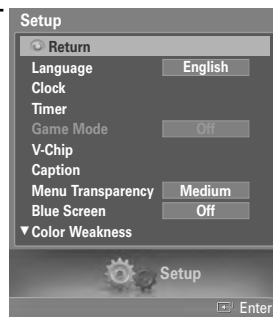 Setup
Return
Language English
Clock
Timer
Game Mode Off
V-Chip
Caption
Menu Transparency Medium
Blue Screen Off
▼Color Weakness
Setup
Enter